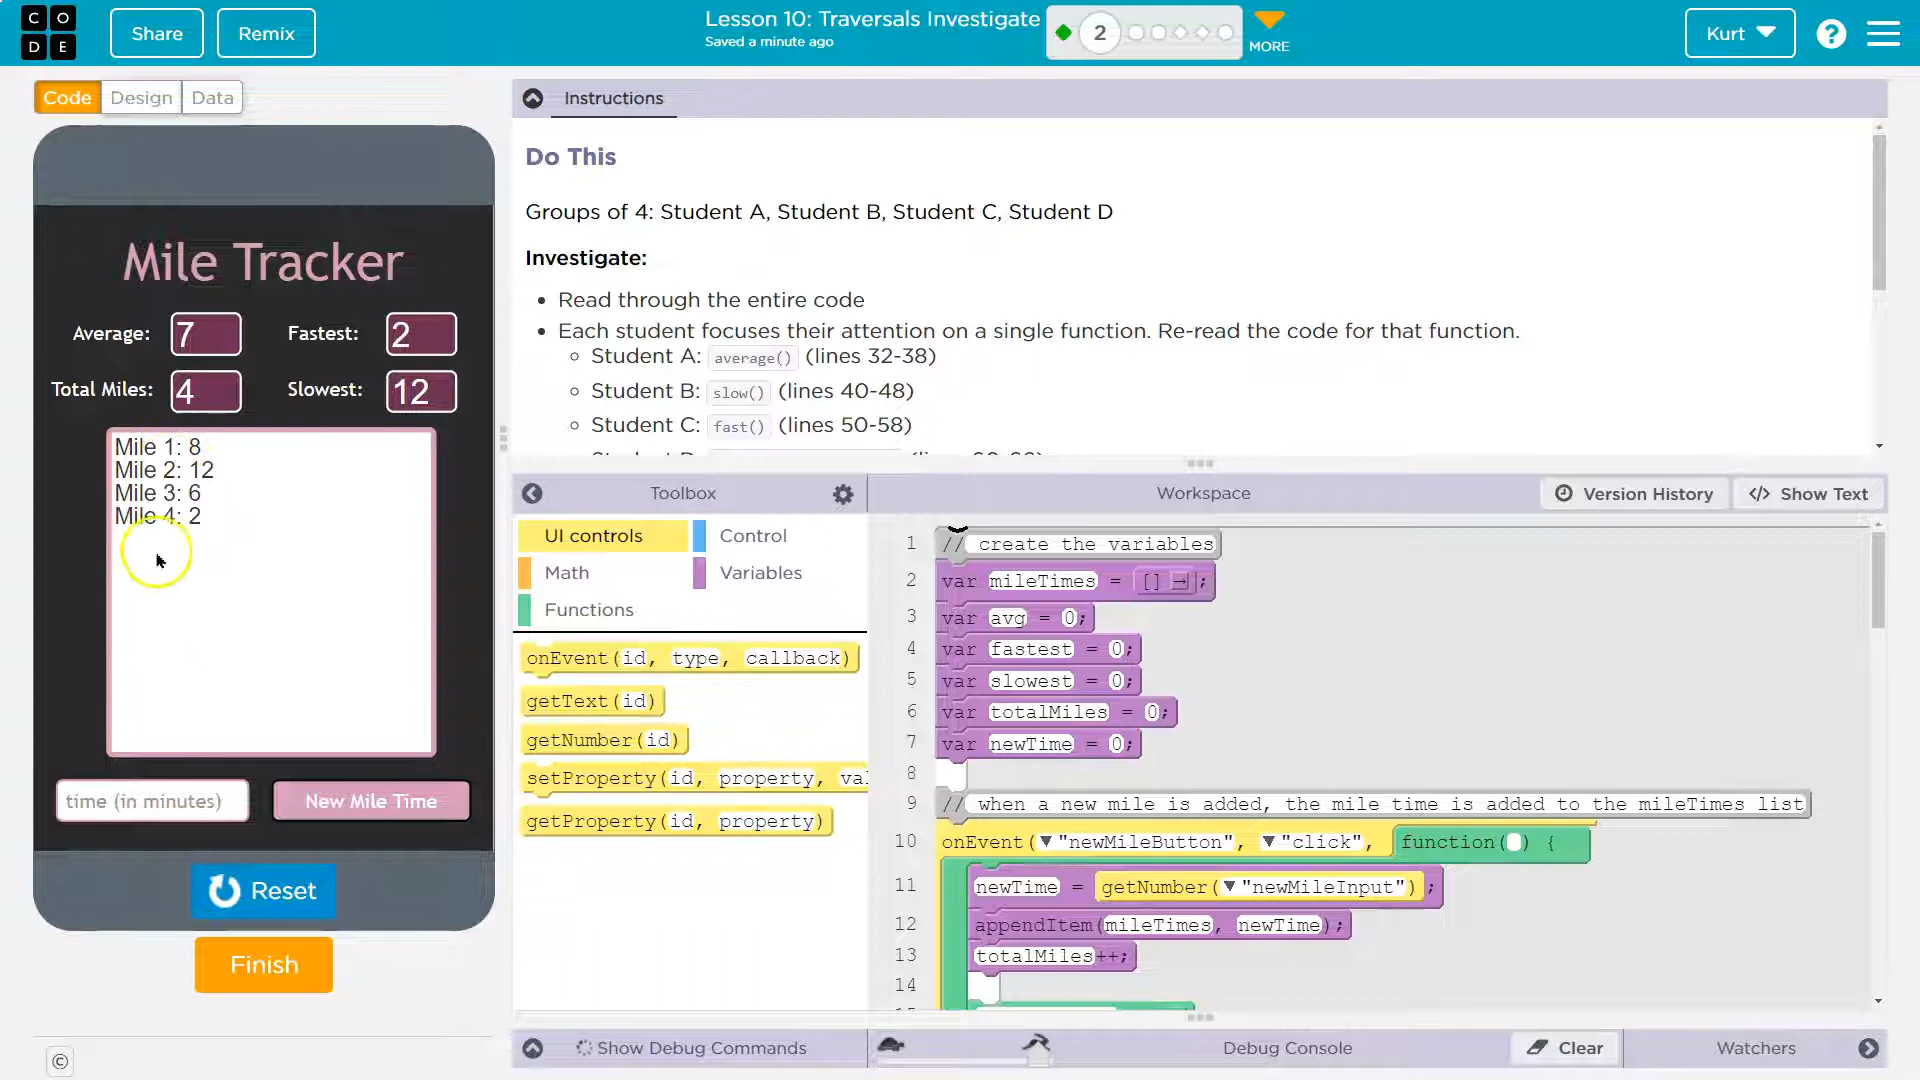 C O
D E
Share
Remix
Lesson 10: Traversals Investigate
Saved a minute ago
2
MORE
Kurt
?
Code
Design
Data
Instructions
Do This
Groups of 4: Student A, Student B, Student C, Student D
Investigate:
• Read through the entire code
• Each student focuses their attention on a single function. Re-read the code for that function.
Student A: average() (lines 32-38)
Student B: slow() (lines 40-48)
Student C: fast() (lines 50-58)
Mile Tracker
Average: 7
Fastest: 2
Total Miles: 4
Slowest: 12
Mile 1: 8
Mile 2: 12
Mile 3: 6
Mile 4: 2
time (in minutes)
New Mile Time
Reset
Finish
©
Toolbox
Workspace
Version History
</> Show Text
UI controls
Control
Math
Variables
Functions
onEvent(id, type, callback)
getText(id)
getNumber(id)
setProperty(id, property, va
getProperty(id, property)
1 // create the variables
2 var mileTimes = [];
3 var avg = 0;
4 var fastest = 0;
5 var slowest = 0;
6 var totalMiles = 0;
7 var newTime = 0;
8
9 // when a new mile is added, the mile time is added to the mileTimes list
10 onEvent(▼"newMileButton", ▼"click", function( ) {
11 newTime = getNumber(▼"newMileInput");
12 appendItem(mileTimes, newTime);
13 totalMiles++;
14
Show Debug Commands
Debug Console
Clear
Watchers